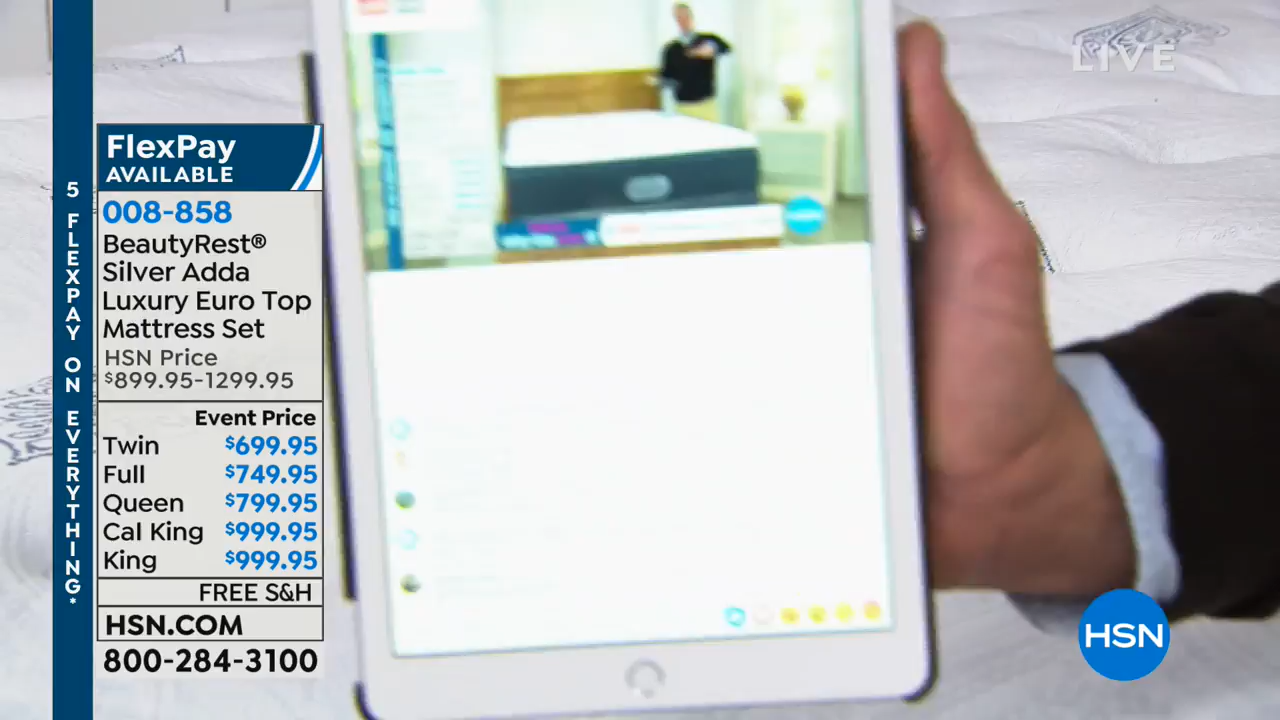 LIVE
FlexPay
AVAILABLE
008-858
BeautyRest®
Silver Adda
Luxury Euro Top
Mattress Set
HSN Price
$899.95-1299.95
Event Price
Twin $699.95
Full $749.95
Queen $799.95
Cal King $999.95
King $999.95
FREE S&H
HSN.COM
800-284-3100
5 FLEXPAY ON EVERYTHING.*
HSN